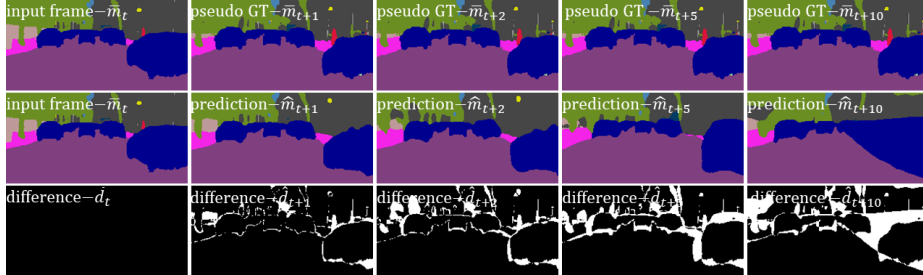 input frame−m̅ₜ pseudo GT−m̅ₜ₊₁ pseudo GT−m̅ₜ₊₂ pseudo GT−m̅ₜ₊₅ pseudo GT−m̅ₜ₊₁₀
input frame−m̅ₜ prediction−m̂ₜ₊₁ prediction−m̂ₜ₊₂ prediction−m̂ₜ₊₅ prediction−m̂ₜ₊₁₀
difference−ḋₜ difference−d̂ₜ₊₁ difference−d̂ₜ₊₂ difference−d̂ₜ₊₅ difference−d̂ₜ₊₁₀